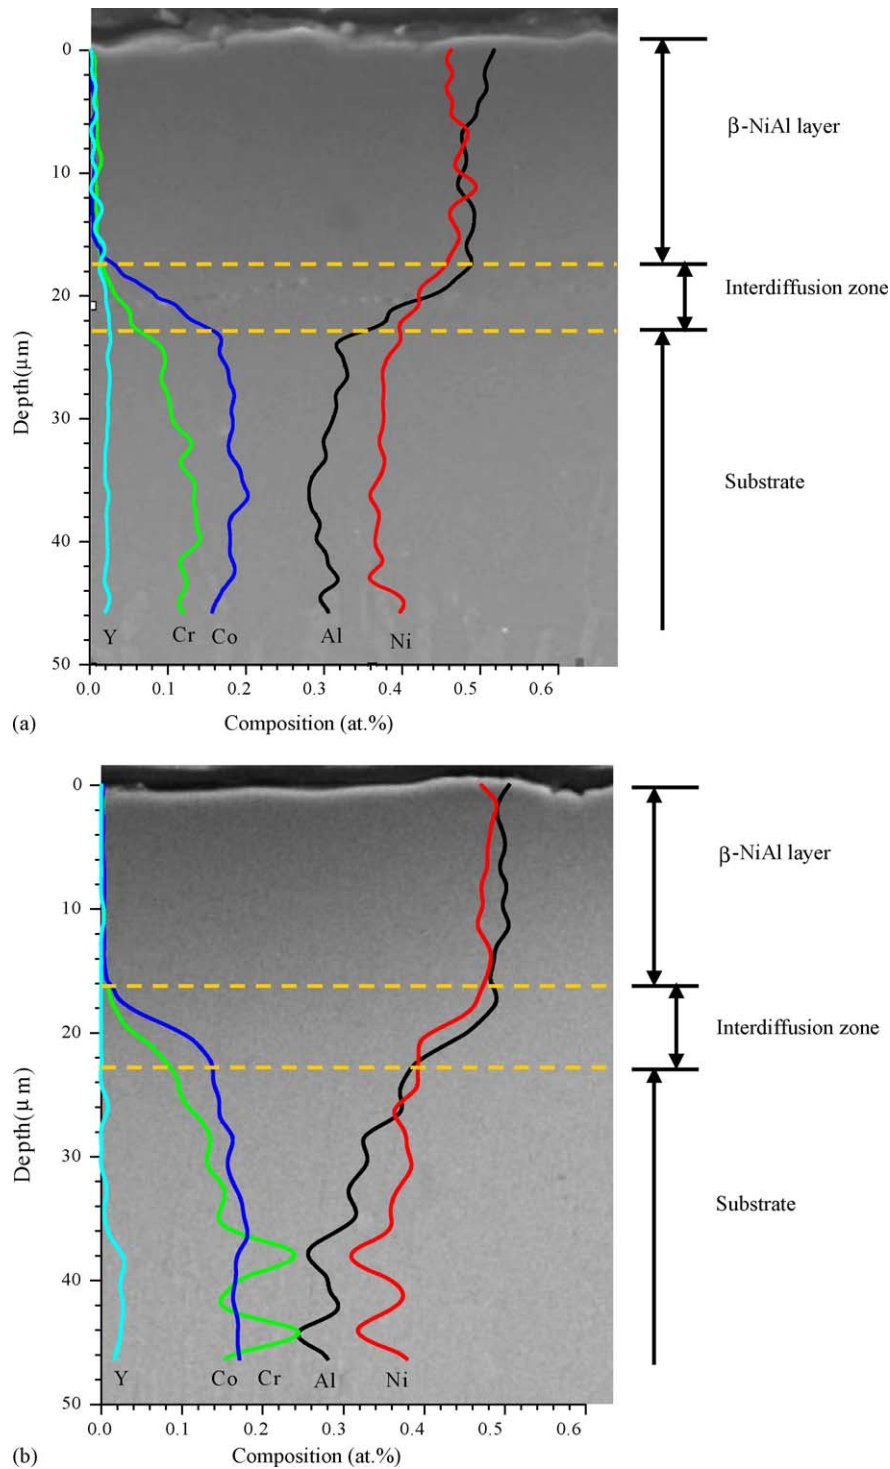 0
10
20
30
40
50
Depth(μm)
0.0 0.1 0.2 0.3 0.4 0.5 0.6
Composition (at.%)
Y Cr Co Al Ni
β-NiAl layer
Interdiffusion zone
Substrate
(a)
0
10
20
30
40
50
Depth(μm)
0.0 0.1 0.2 0.3 0.4 0.5 0.6
Composition (at.%)
Y Co Cr Al Ni
β-NiAl layer
Interdiffusion zone
Substrate
(b)